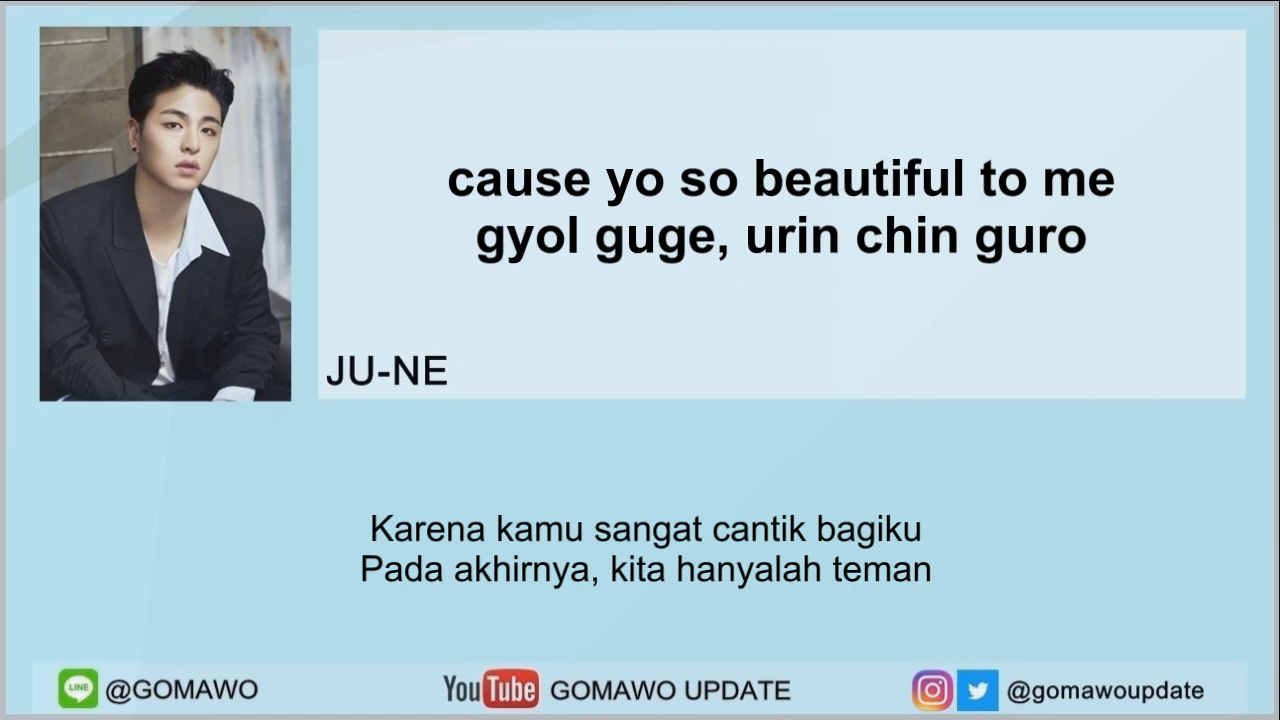 cause yo so beautiful to me
gyol guge, urin chin guro
JU-NE
Karena kamu sangat cantik bagiku
Pada akhirnya, kita hanyalah teman
LINE @GOMAWO
YouTube GOMAWO UPDATE
@gomawoupdate